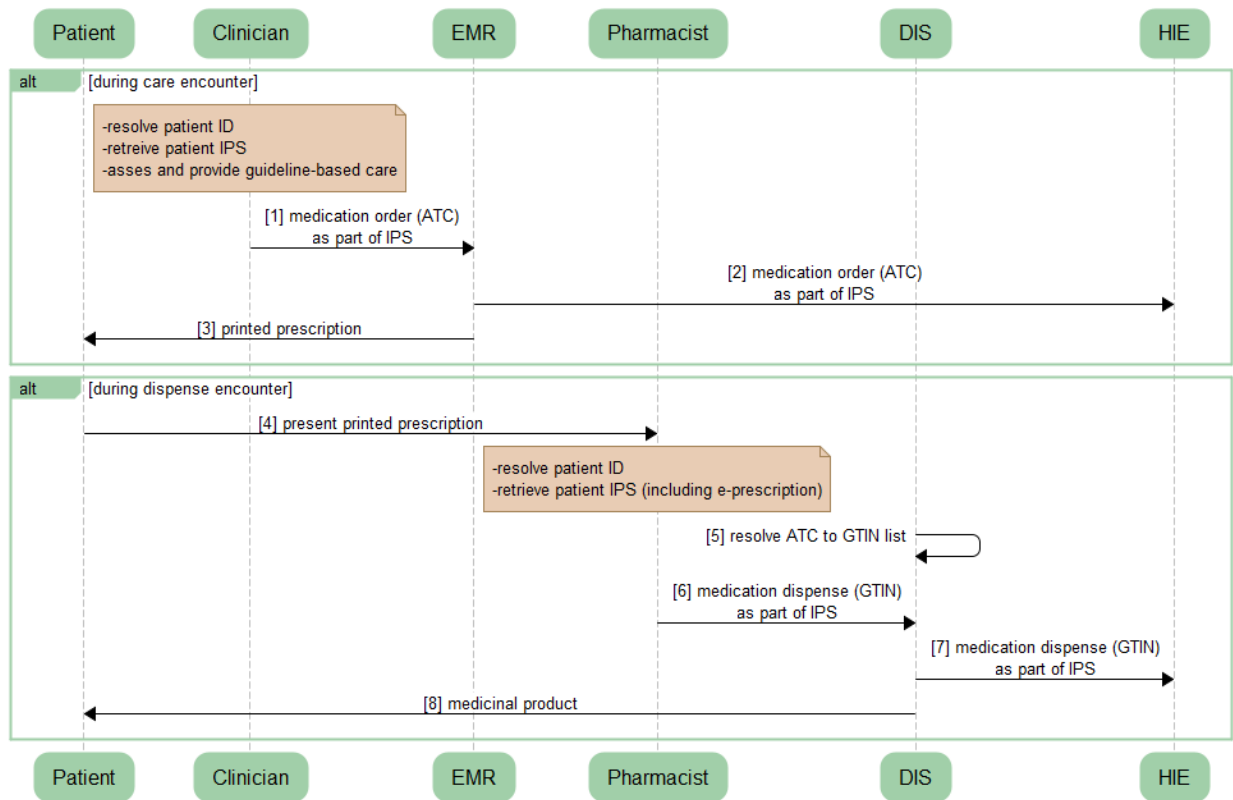 Patient Clinician EMR Pharmacist DIS HIE
alt [during care encounter]
-resolve patient ID
-retreive patient IPS
-asses and provide guideline-based care
[1] medication order (ATC)
as part of IPS
[2] medication order (ATC)
as part of IPS
[3] printed prescription
alt [during dispense encounter]
[4] present printed prescription
-resolve patient ID
-retrieve patient IPS (including e-prescription)
[5] resolve ATC to GTIN list
[6] medication dispense (GTIN)
as part of IPS
[7] medication dispense (GTIN)
as part of IPS
[8] medicinal product
Patient Clinician EMR Pharmacist DIS HIE